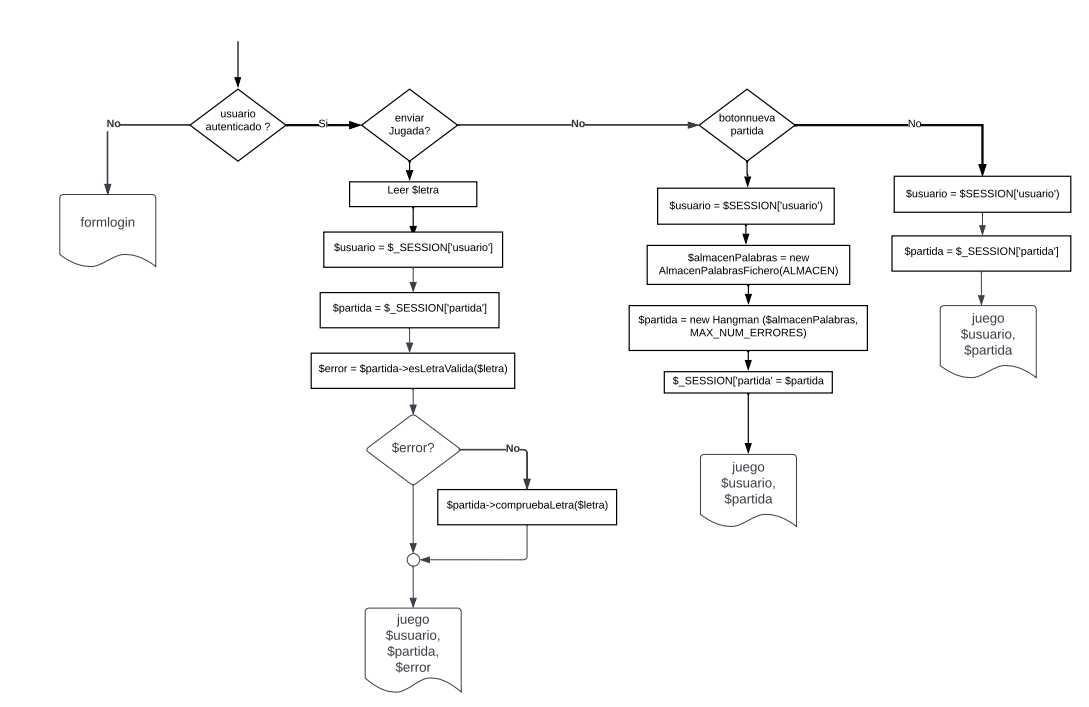 usuario
autenticado ?
No
Si
enviar
Jugada?
No
botonnueva
partida
No
formlogin
Leer $letra
$usuario = $_SESSION['usuario']
$partida = $_SESSION['partida']
$error = $partida->esLetraValida($letra)
$error?
No
$partida->compruebaLetra($letra)
juego
$usuario,
$partida,
$error
$usuario = $SESSION['usuario')
$almacenPalabras = new
AlmacenPalabrasFichero(ALMACEN)
$partida = new Hangman ($almacenPalabras,
MAX_NUM_ERRORES)
$_SESSION['partida' = $partida
juego
$usuario,
$partida
$usuario = $SESSION['usuario')
$partida = $_SESSION['partida']
juego
$usuario,
$partida